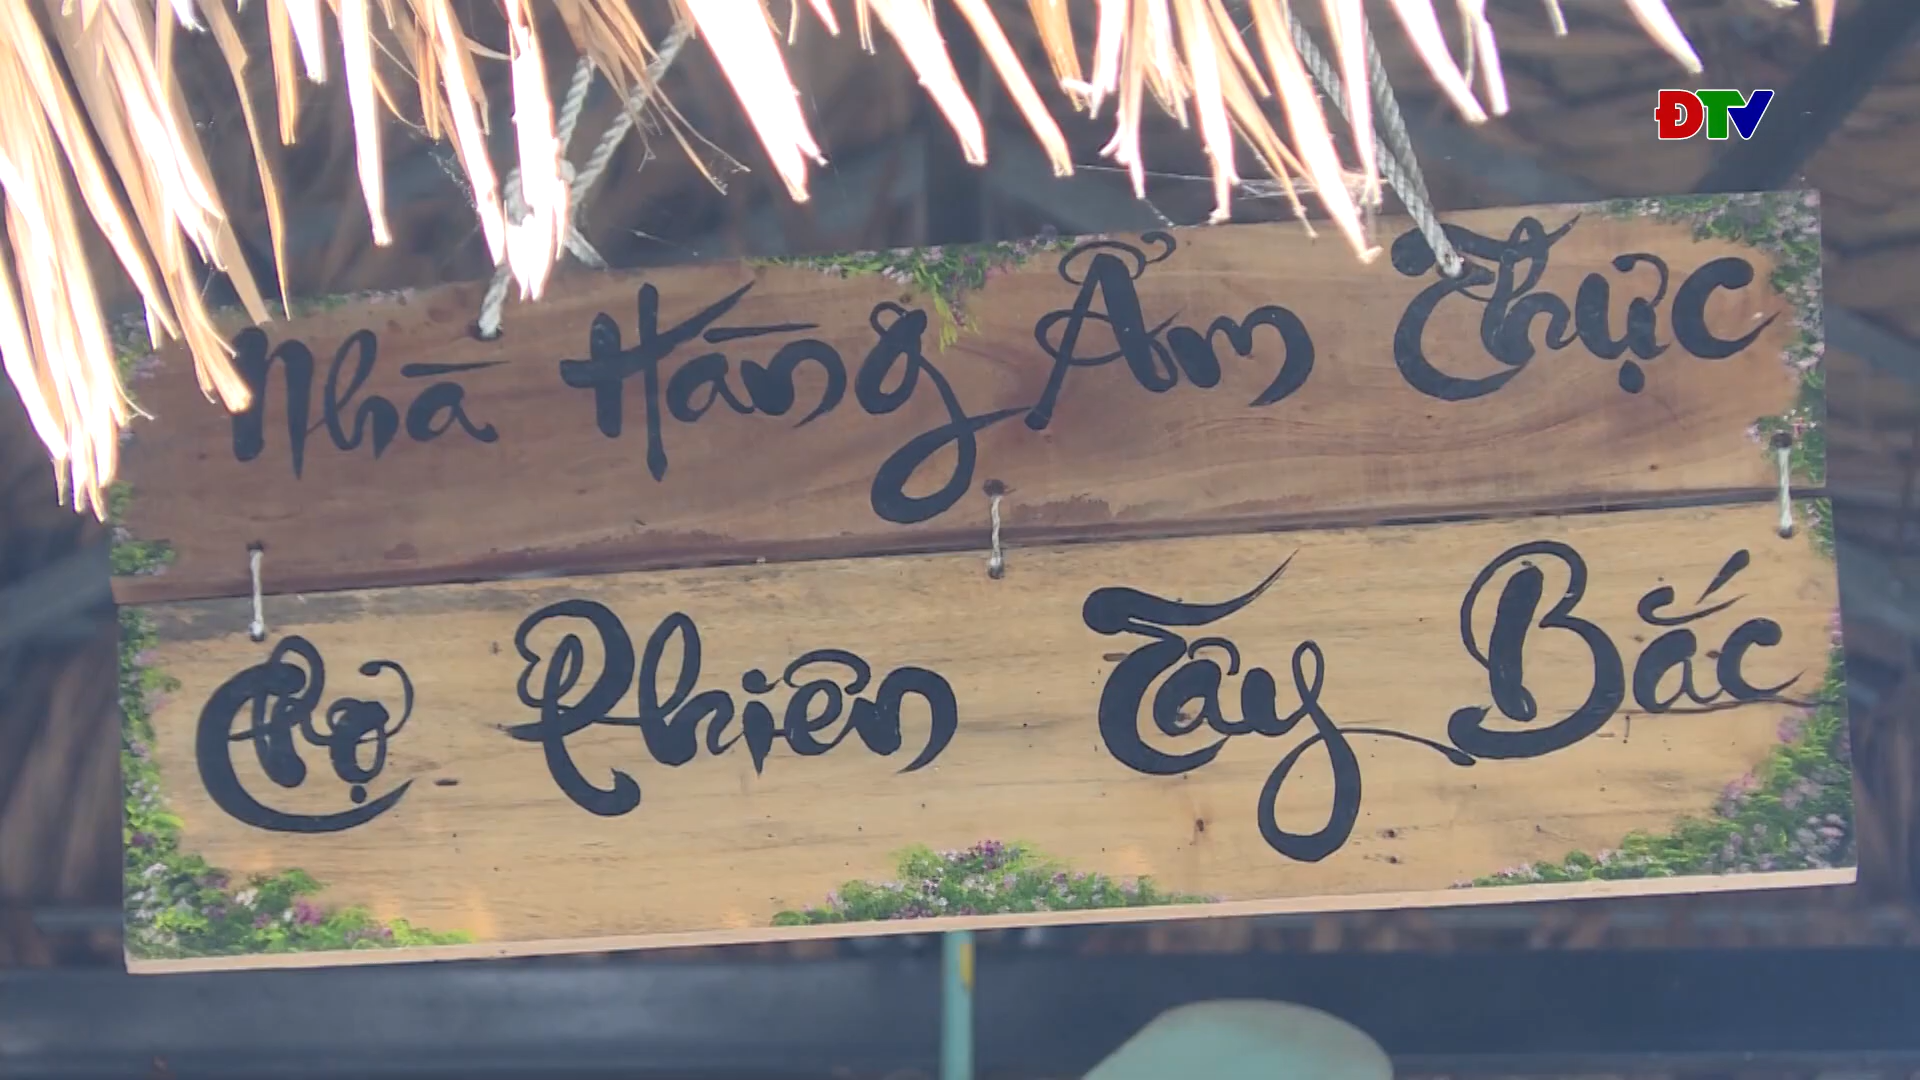 ĐTV
Nhà Hàng Ẩm Thực
Chợ Phiên Tây Bắc